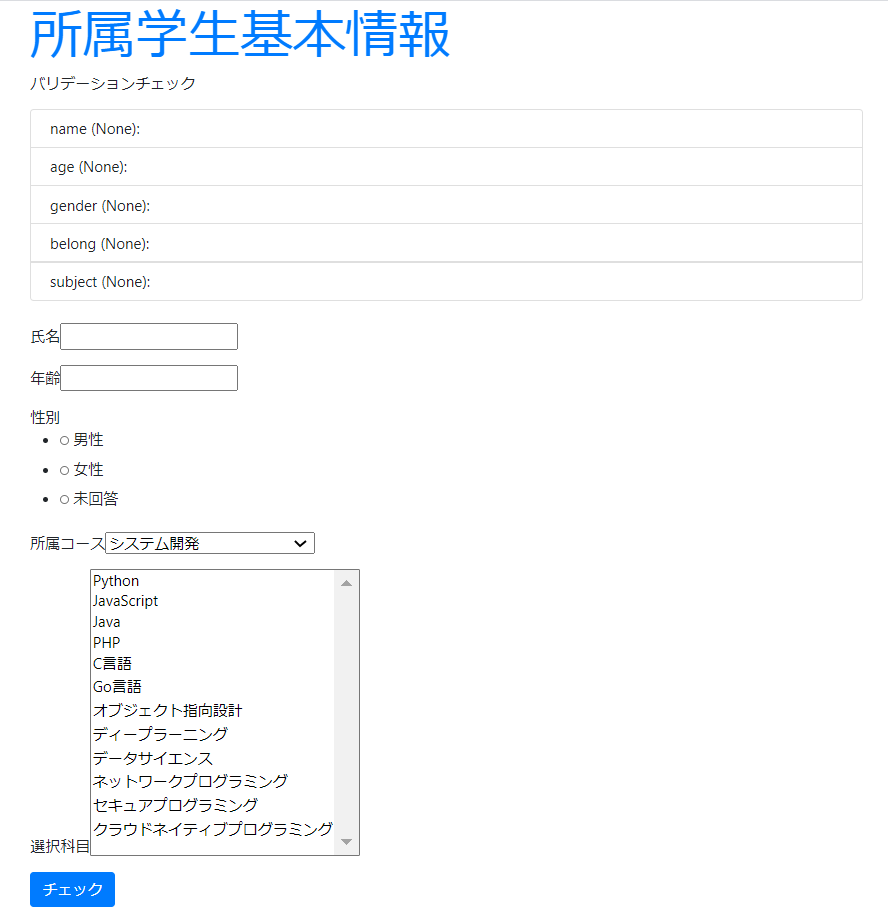 所属学生基本情報
バリデーションチェック
name (None):
age (None):
gender (None):
belong (None):
subject (None):
氏名
年齢
性別
男性
女性
未回答
所属コース システム開発
Python
JavaScript
Java
PHP
C言語
Go言語
オブジェクト指向設計
ディープラーニング
データサイエンス
ネットワークプログラミング
セキュアプログラミング
クラウドネイティブプログラミング
選択科目
チェック